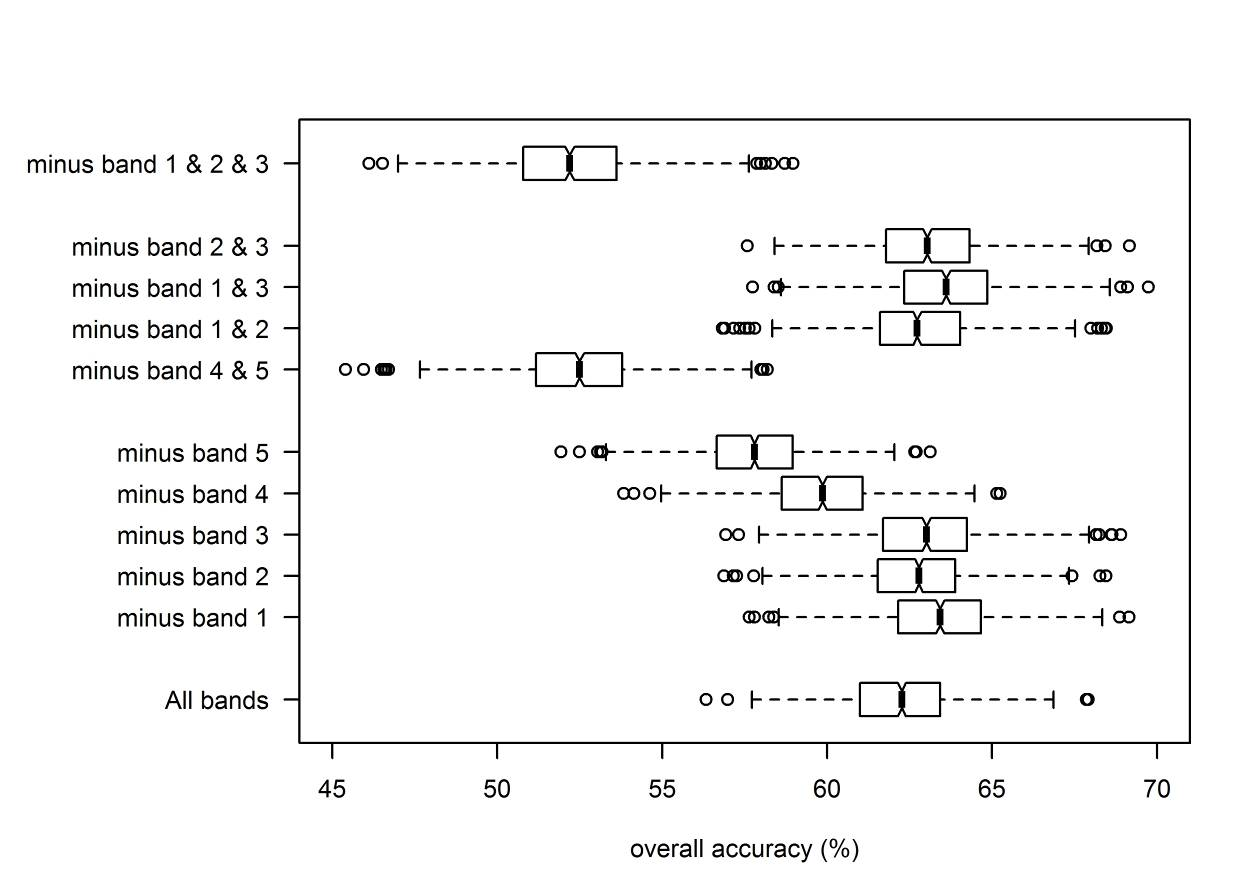 minus band 1 & 2 & 3
minus band 2 & 3
minus band 1 & 3
minus band 1 & 2
minus band 4 & 5
minus band 5
minus band 4
minus band 3
minus band 2
minus band 1
All bands
45 50 55 60 65 70
overall accuracy (%)